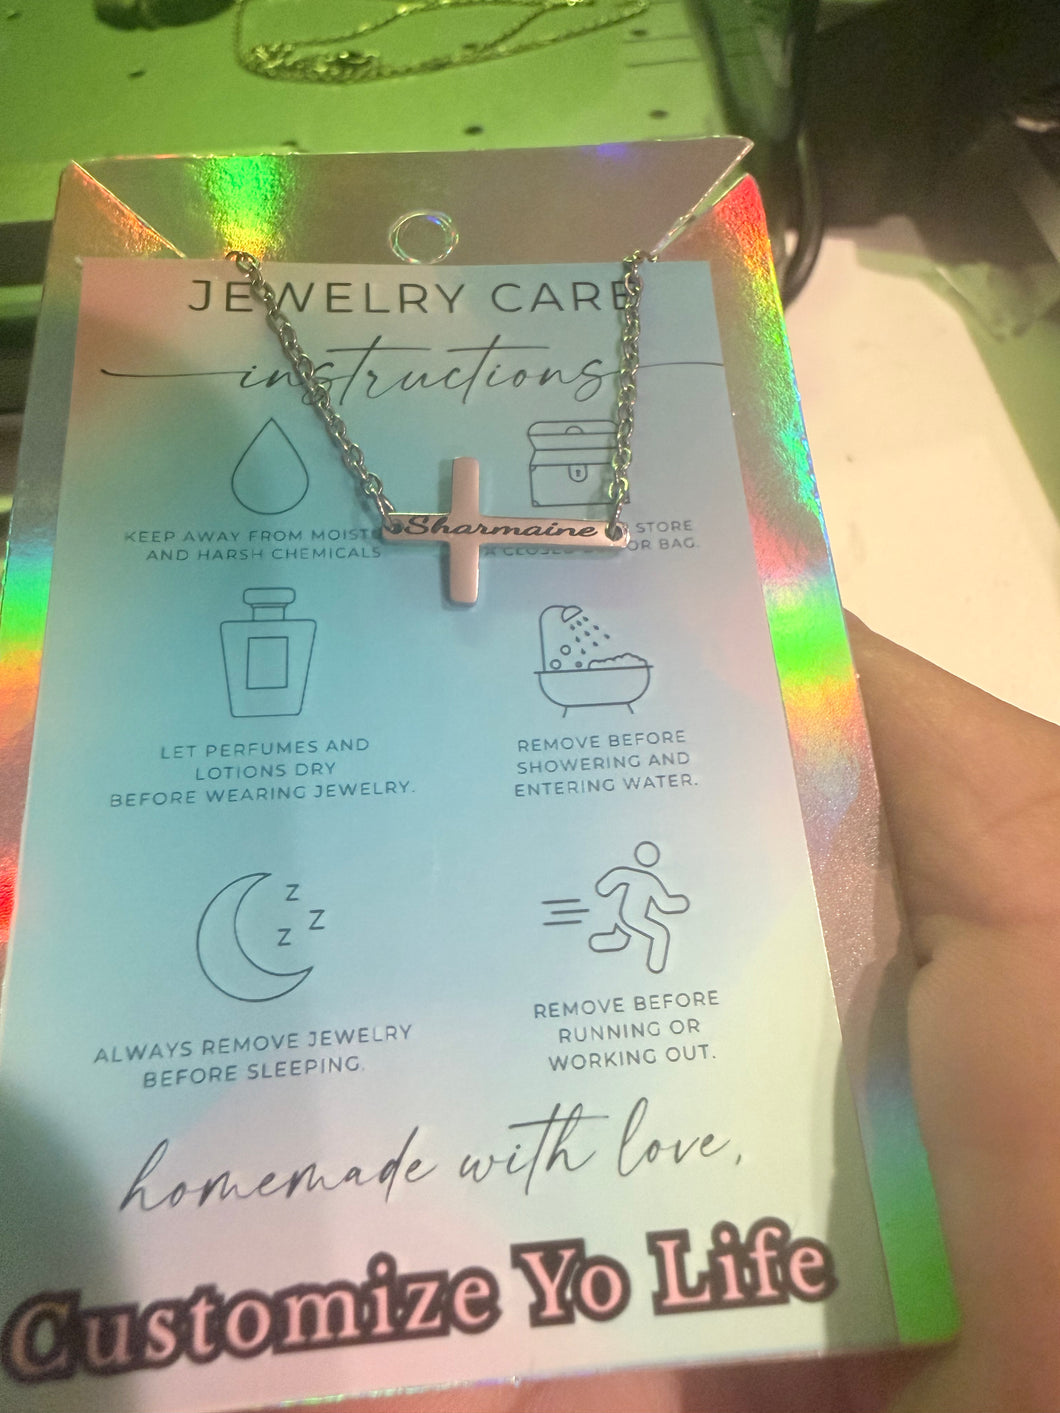 JEWELRY CARE
instructions
KEEP AWAY FROM
AND HARSH CHEMICALS
STORE
OR BAG.
Sharmaine
LET PERFUMES AND
LOTIONS DRY
BEFORE WEARING JEWELRY.
REMOVE BEFORE
SHOWERING AND
ENTERING WATER.
Z
Z
Z
ALWAYS REMOVE JEWELRY
BEFORE SLEEPING.
REMOVE BEFORE
RUNNING OR
WORKING OUT.
homemade with love,
Customize Yo Life